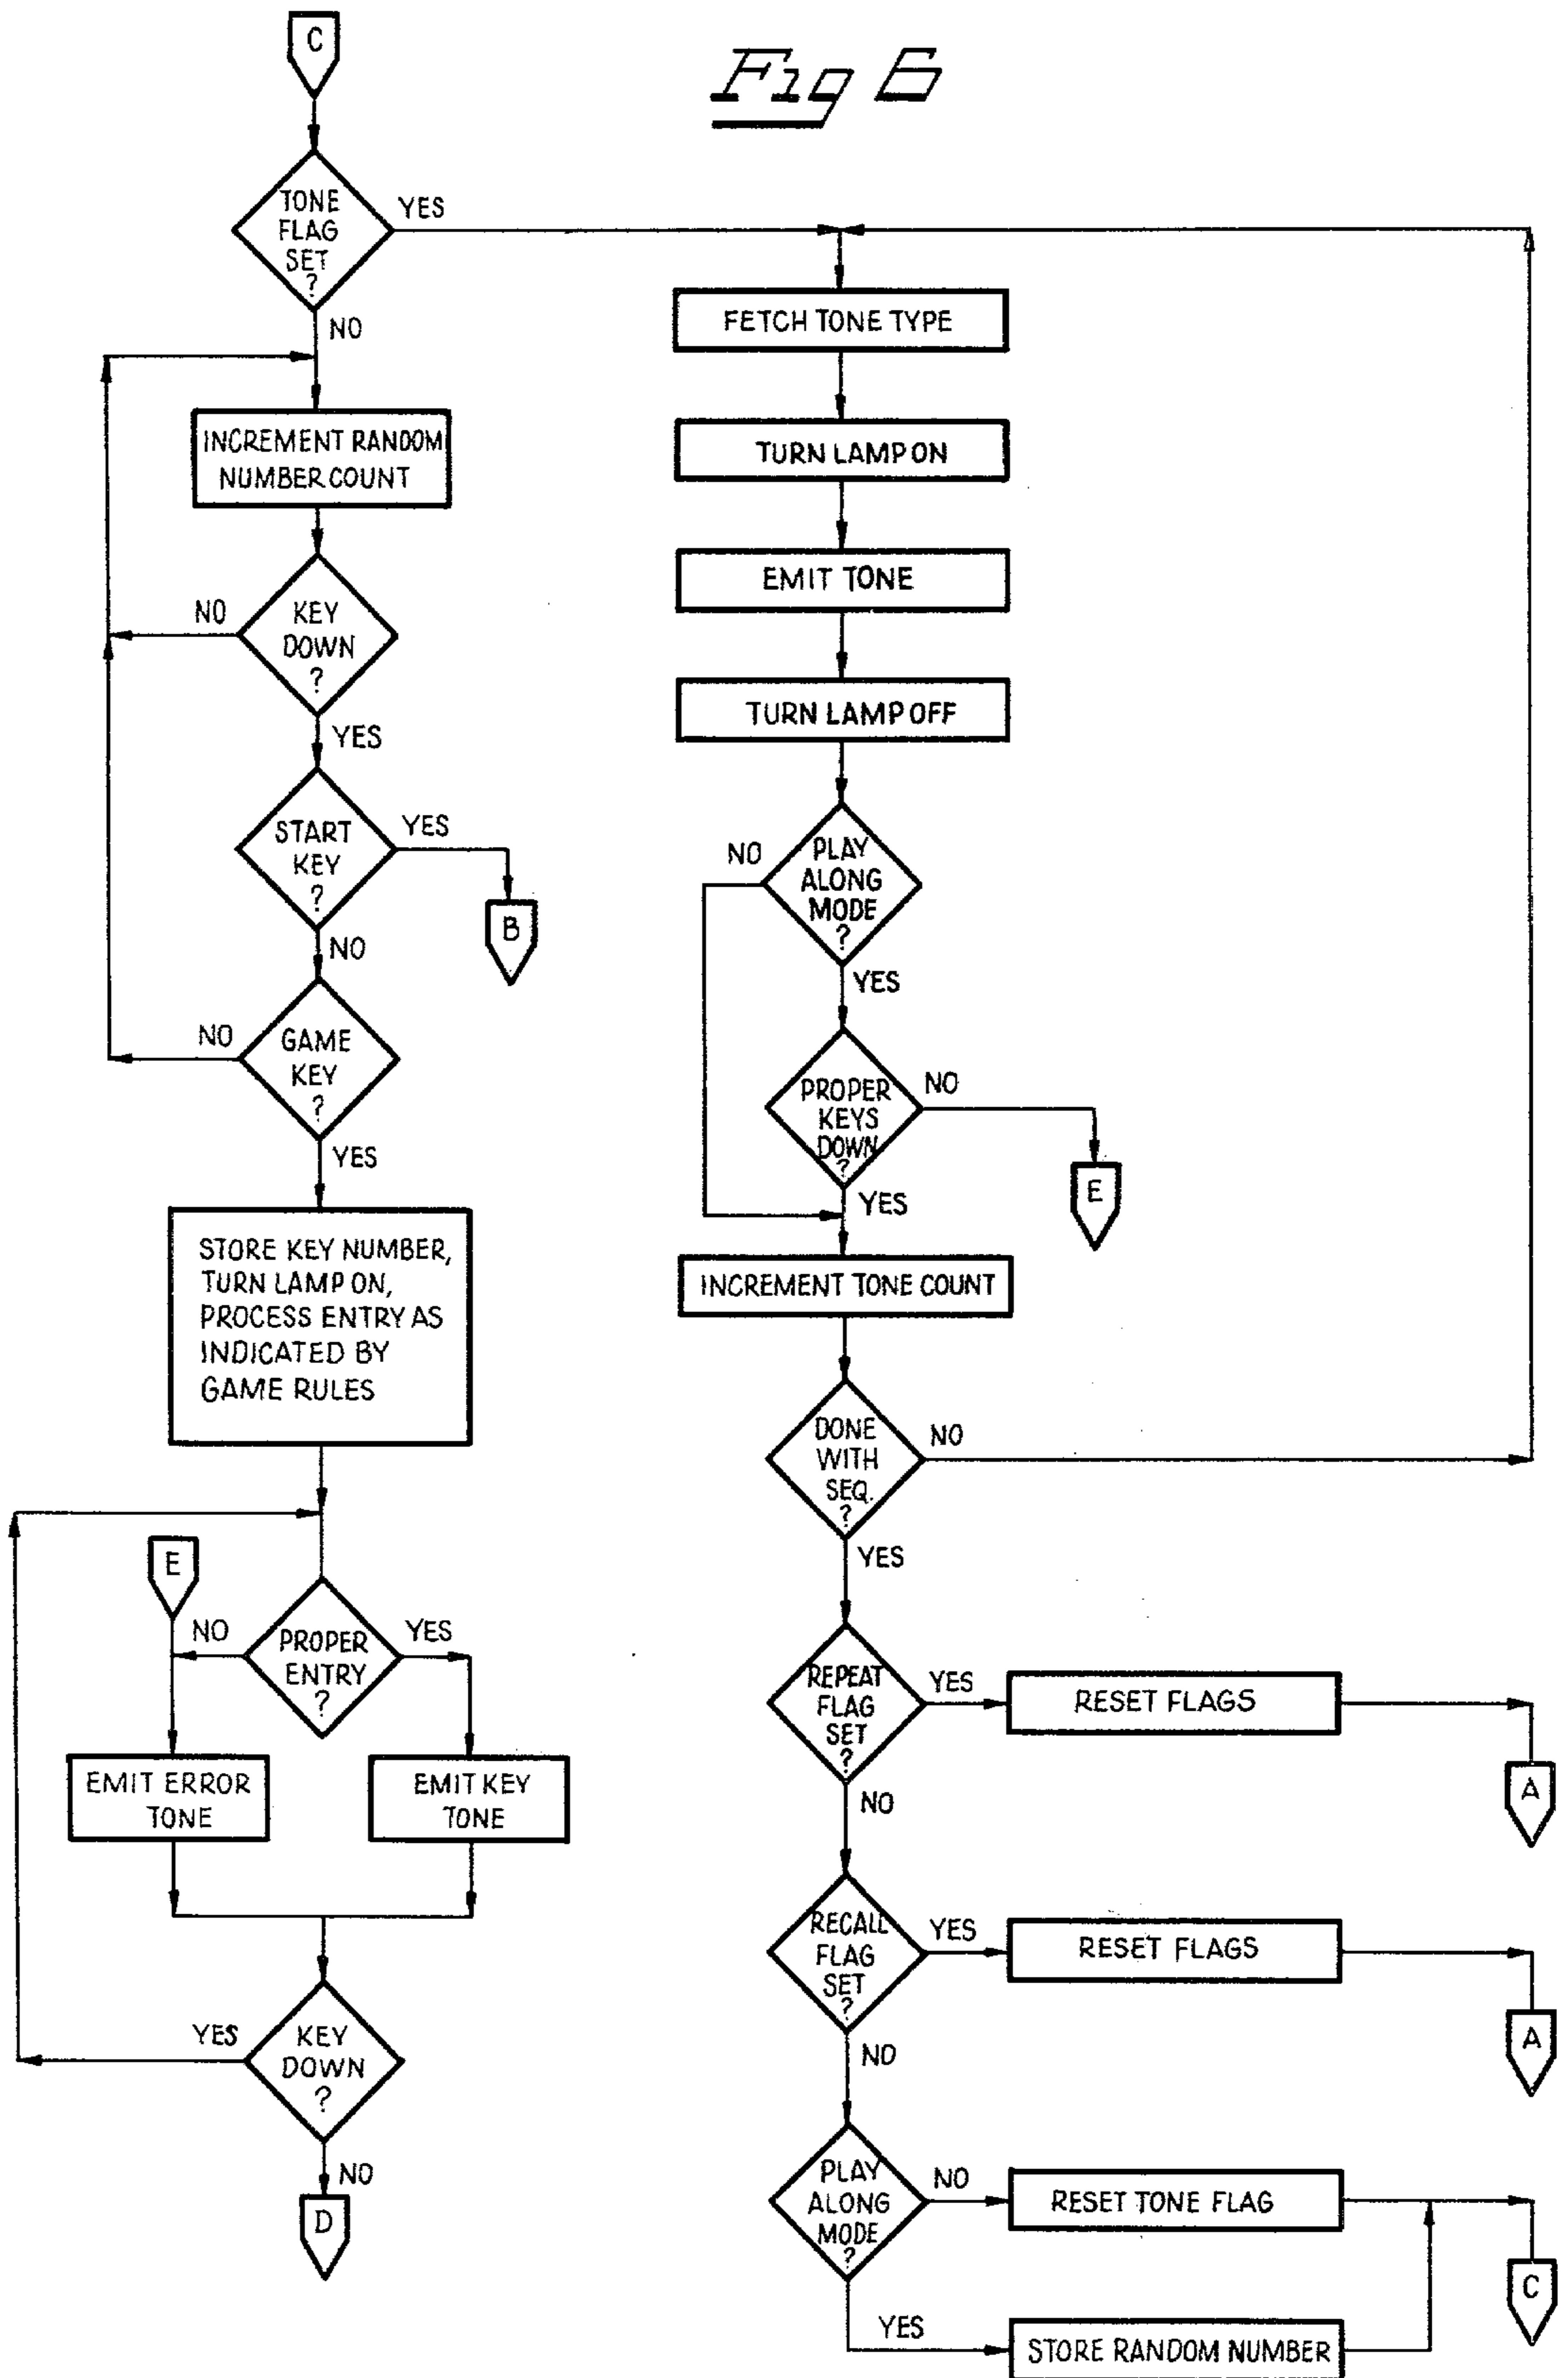 Fig 6
C
TONE
FLAG
SET
?
YES
NO
INCREMENT RANDOM
NUMBER COUNT
KEY
DOWN
?
NO
YES
START
KEY
?
YES
B
NO
GAME
KEY
?
NO
YES
STORE KEY NUMBER,
TURN LAMP ON,
PROCESS ENTRY AS
INDICATED BY
GAME RULES
E
PROPER
ENTRY
?
NO
YES
EMIT ERROR
TONE
EMIT KEY
TONE
KEY
DOWN
?
YES
NO
D
FETCH TONE TYPE
TURN LAMP ON
EMIT TONE
TURN LAMP OFF
PLAY
ALONG
MODE
?
NO
YES
PROPER
KEYS
DOWN
?
NO
E
YES
INCREMENT TONE COUNT
DONE
WITH
SEQ.
?
NO
YES
REPEAT
FLAG
SET
?
YES
RESET FLAGS
A
NO
RECALL
FLAG
SET
?
YES
RESET FLAGS
A
NO
PLAY
ALONG
MODE
?
NO
RESET TONE FLAG
C
YES
STORE RANDOM NUMBER